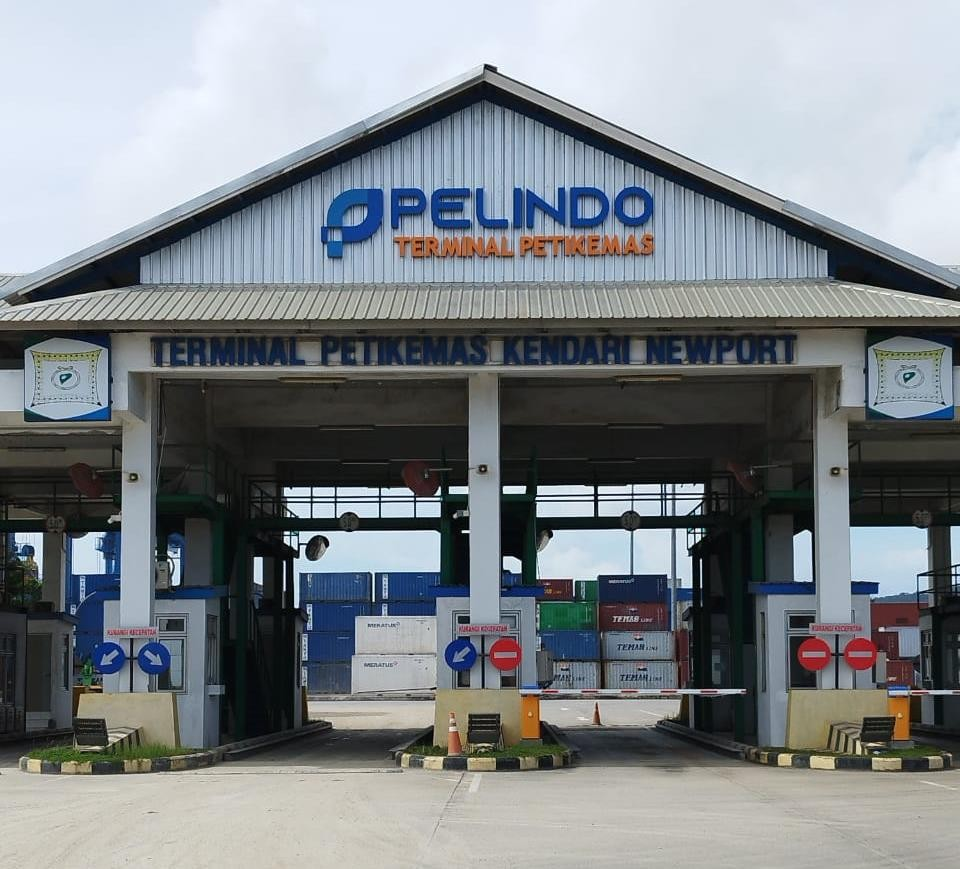 PELINDO
TERMINAL PETIKEMAS
TERMINAL PETIKEMAS KENDARI NEWPORT
KURANGI KECEPATAN
KURANGI KECEPATAN
KURANGI KECEPATAN
MERATUS
MERATUS
MERATUS
TEMAS LINE
TEMAS LINE
TEMAS LINE